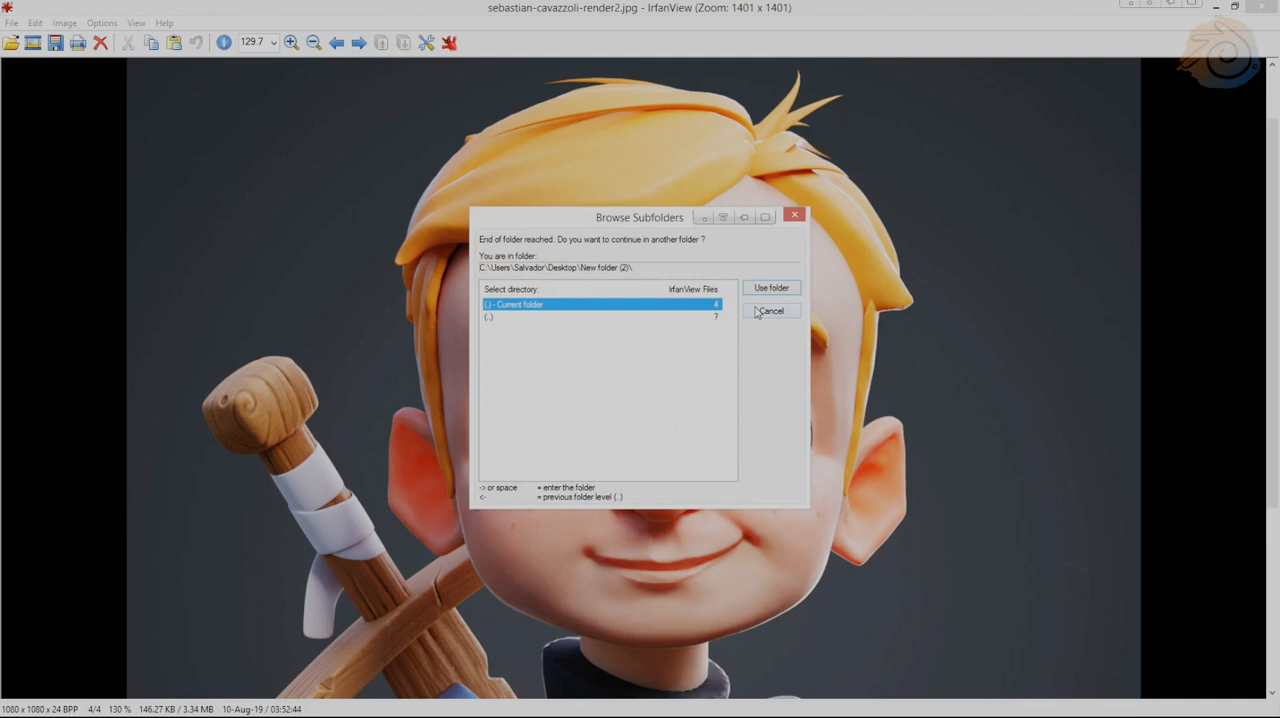 sebastian-cavazzoli-render2.jpg - IrfanView (Zoom: 1401 x 1401)
File Edit Image Options View Help
129.7
Browse Subfolders
End of folder reached. Do you want to continue in another folder ?
You are in folder:
C:\Users\Salvador\Desktop\New folder (2)\
Select directory: IrfanView Files
(.) - Current folder 4
(..) ?
Use folder
Cancel
-> or space = enter the folder
<- = previous folder level (..)
1080 x 1080 x 24 BPP 4/4 130 % 146.27 KB / 3.34 MB 10-Aug-19 / 03:52:44